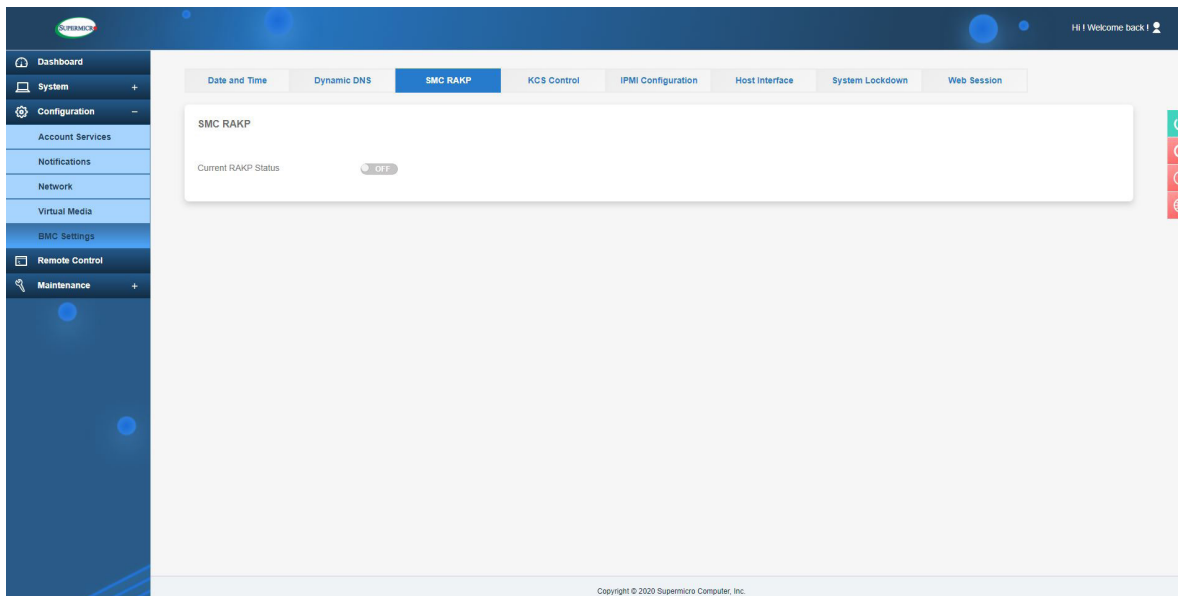 SUPERMICR
Hi ! Welcome back !
Dashboard
System +
Configuration –
Account Services
Notifications
Network
Virtual Media
BMC Settings
Remote Control
Maintenance +
Date and Time Dynamic DNS SMC RAKP KCS Control IPMI Configuration Host Interface System Lockdown Web Session
SMC RAKP
Current RAKP Status OFF
Copyright © 2020 Supermicro Computer, Inc.